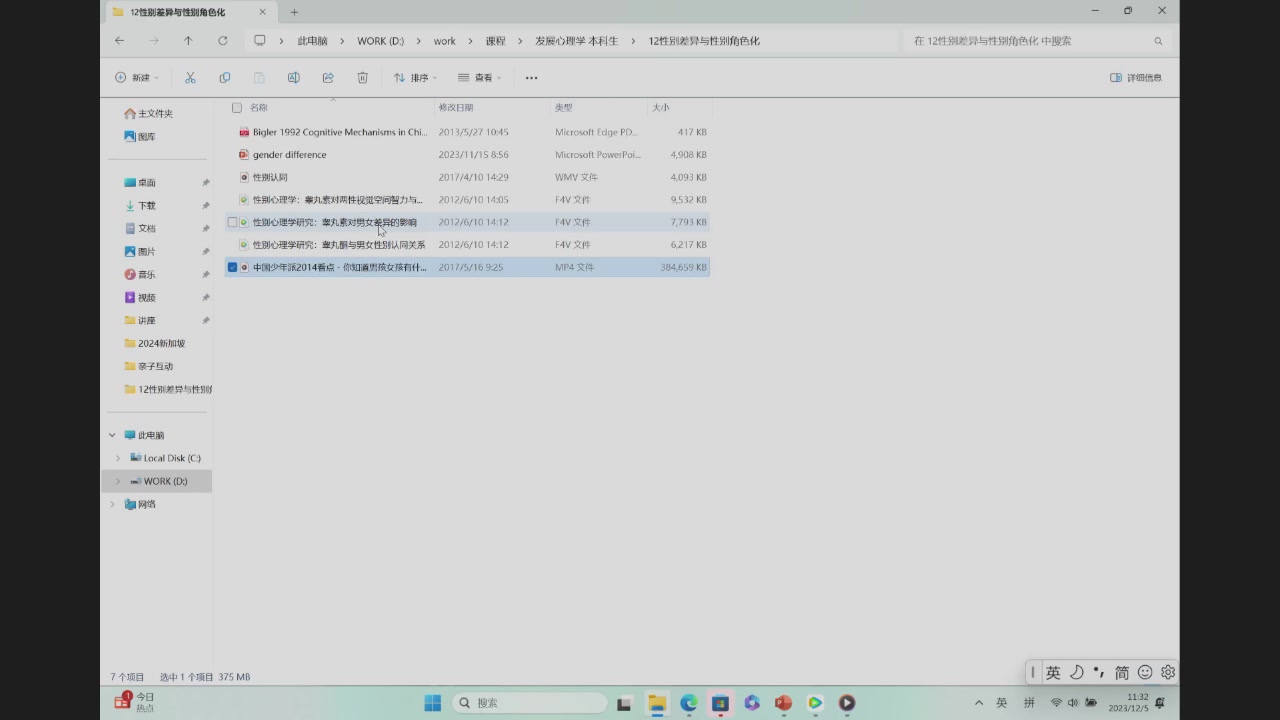 12性别差异与性别角色化
此电脑 > WORK (D:) > work > 课程 > 发展心理学 本科生 > 12性别差异与性别角色化
在 12性别差异与性别角色化 中搜索
新建 排序 查看 ... 详细信息
名称 修改日期 类型 大小
主文件夹
图库
桌面
下载
文档
图片
音乐
视频
讲座
2024新加坡
亲子互动
12性别差异与性别角
此电脑
Local Disk (C:)
WORK (D:)
网络
Bigler 1992 Cognitive Mechanisms in Chi... 2013/5/27 10:45 Microsoft Edge PD... 417 KB
gender difference 2023/11/15 8:56 Microsoft PowerPoi... 4,908 KB
性别认同 2017/4/10 14:29 WMV 文件 4,093 KB
性别心理学：睾丸素对两性视觉空间智力与... 2012/6/10 14:05 F4V 文件 9,532 KB
性别心理学研究：睾丸素对男女差异的影响 2012/6/10 14:12 F4V 文件 7,793 KB
性别心理学研究：睾丸酮与男女性别认同关系 2012/6/10 14:12 F4V 文件 6,217 KB
中国少年派2014看点 - 你知道男孩女孩有什... 2017/5/16 9:25 MP4 文件 384,659 KB
7 个项目 选中 1 个项目 375 MB
英 简
1 今日
热点
搜索
英 拼
11:32
2023/12/5